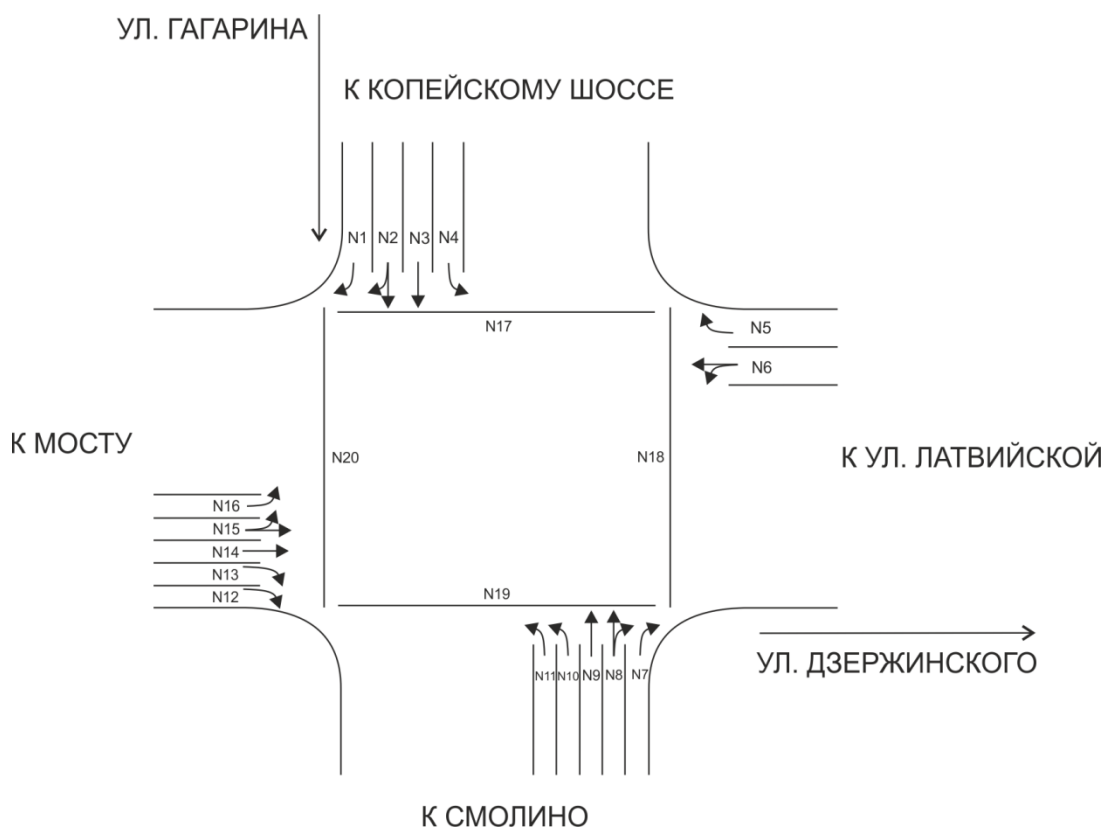 УЛ. ГАГАРИНА
К КОПЕЙСКОМУ ШОССЕ
N1 N2 N3 N4
N17
N5
N6
К МОСТУ
N20
N18
К УЛ. ЛАТВИЙСКОЙ
N16
N15
N14
N13
N12
N19
N11 N10 N9 N8 N7
УЛ. ДЗЕРЖИНСКОГО
К СМОЛИНО